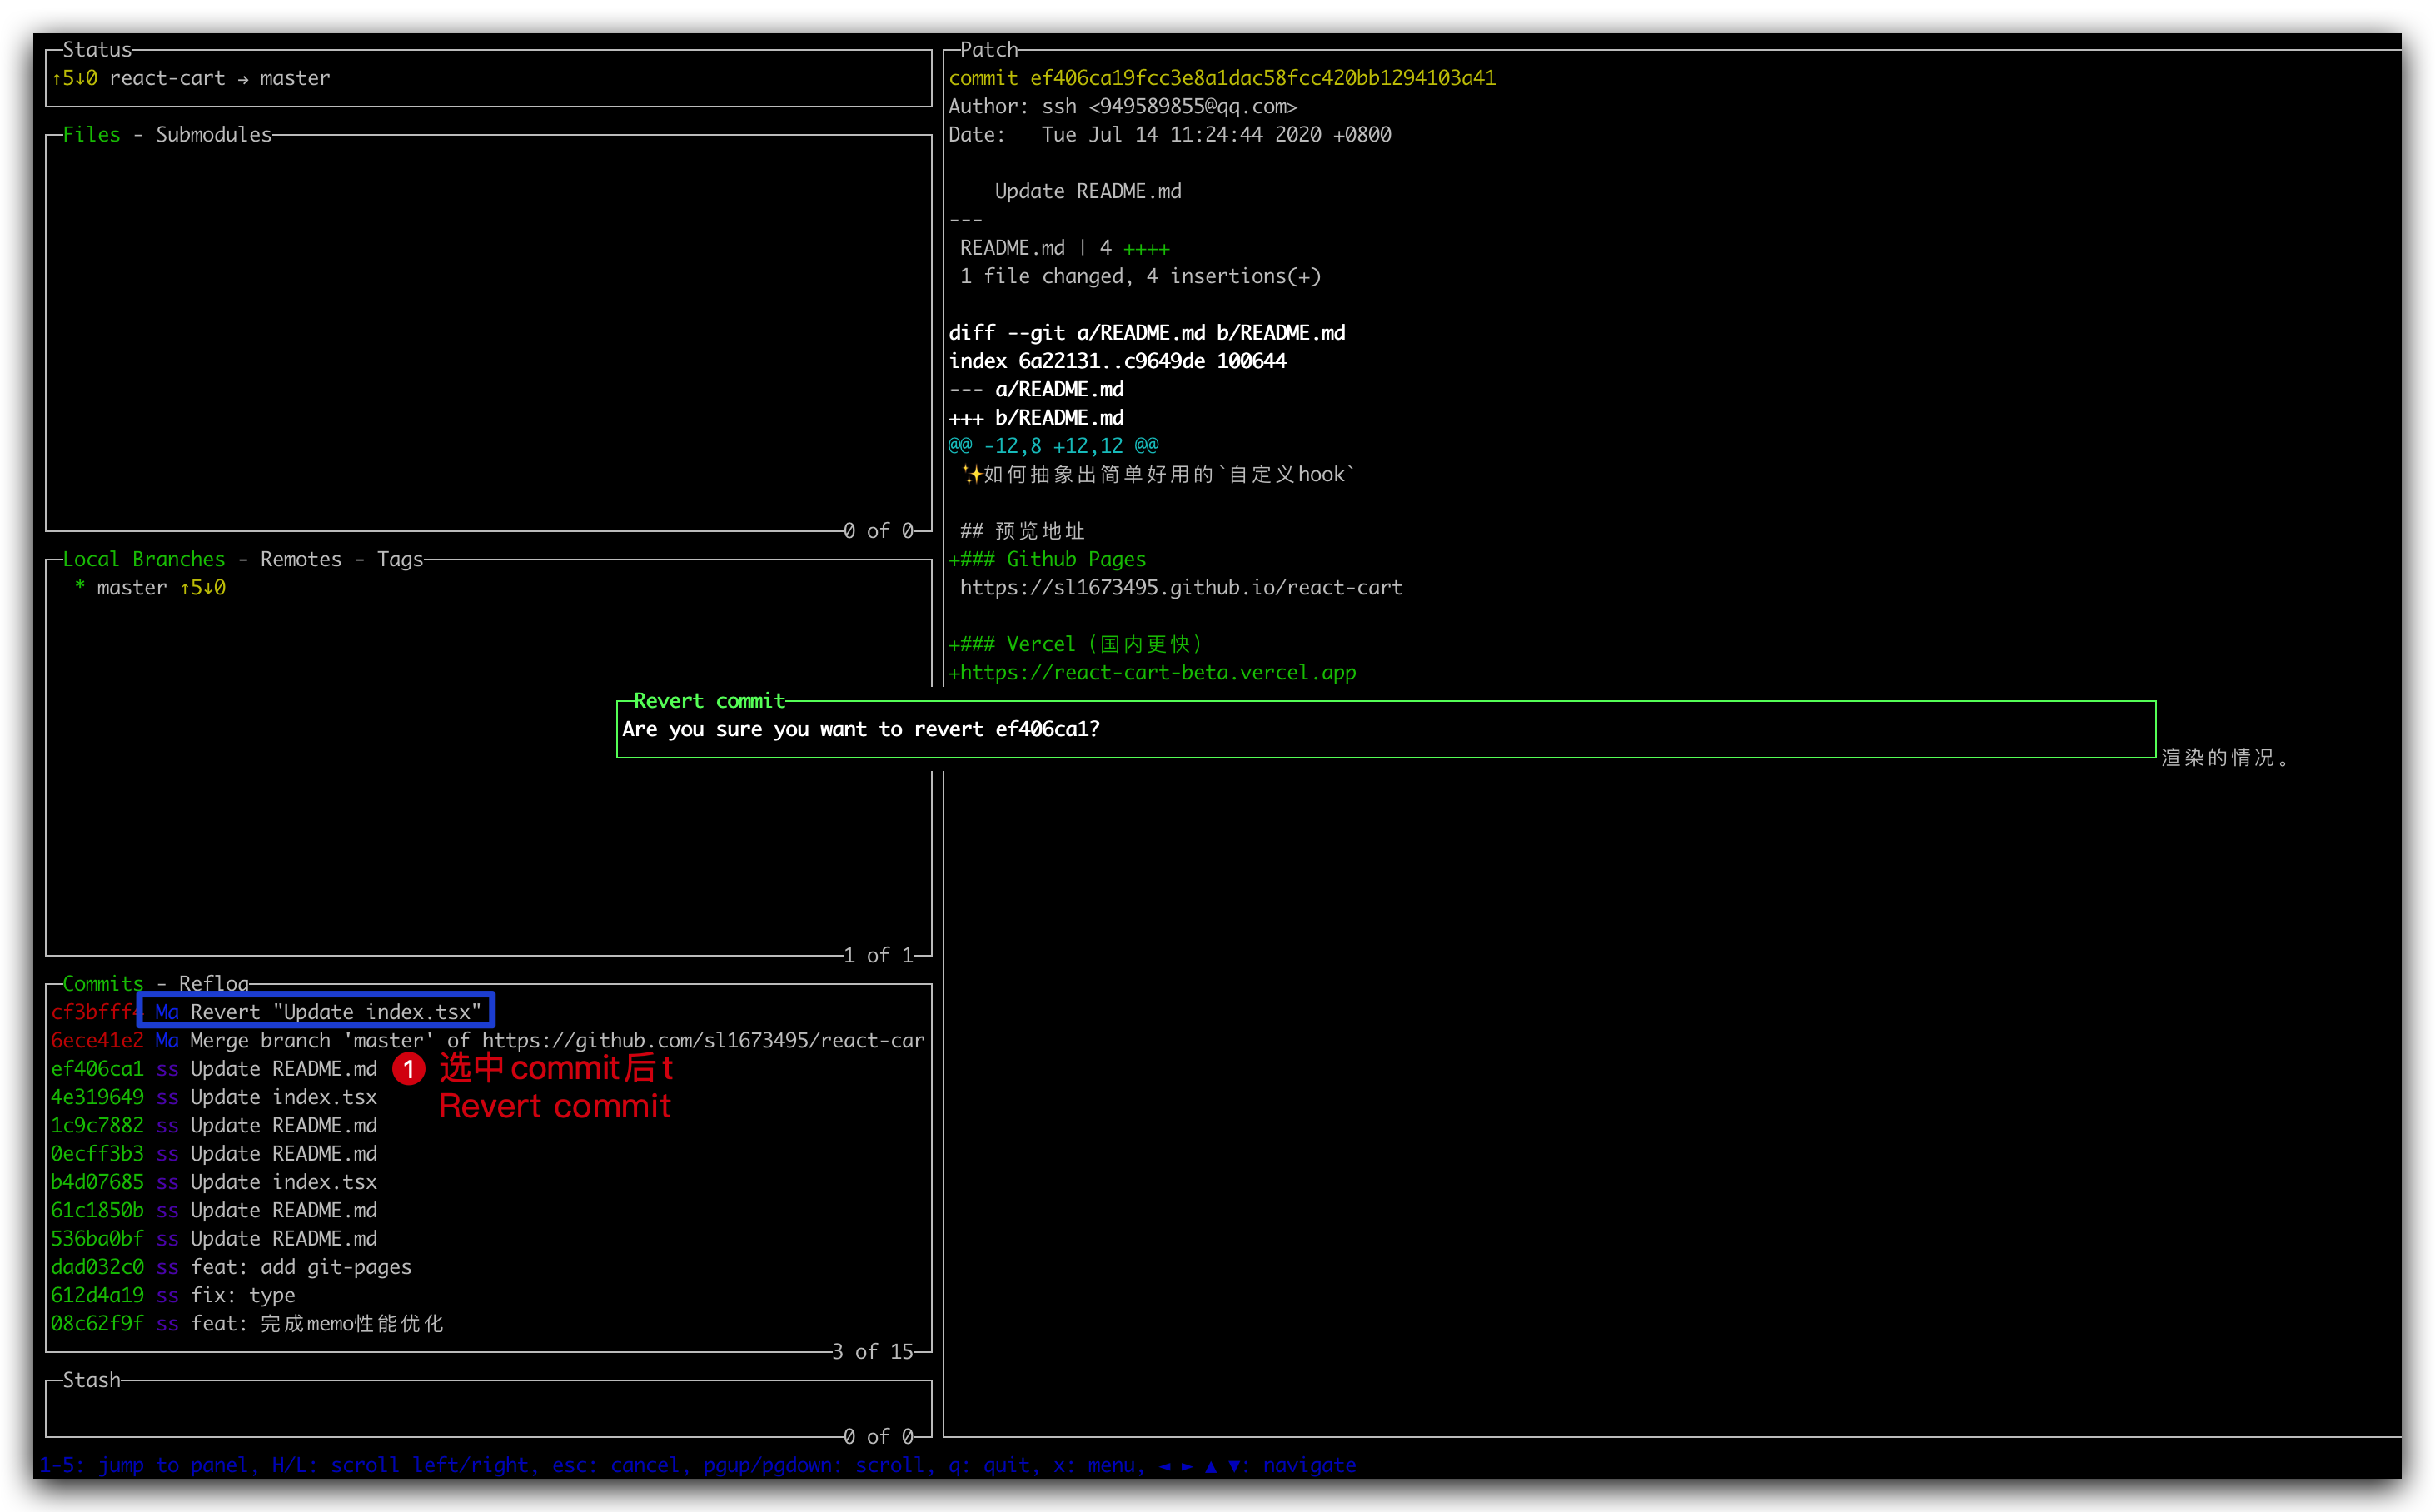 Status
↑5↓0 react-cart → master
Files - Submodules
0 of 0
Local Branches - Remotes - Tags
* master ↑5↓0
1 of 1
Commits - Reflog
cf3bfff4 Ma Revert "Update index.tsx"
6ece41e2 Ma Merge branch 'master' of https://github.com/sl1673495/react-car
ef406ca1 ss Update README.md
1 选中commit后t
Revert commit
4e319649 ss Update index.tsx
1c9c7882 ss Update README.md
0ecff3b3 ss Update README.md
b4d07685 ss Update index.tsx
61c1850b ss Update README.md
536ba0bf ss Update README.md
dad032c0 ss feat: add git-pages
612d4a19 ss fix: type
08c62f9f ss feat: 完成memo性能优化
3 of 15
Stash
0 of 0
Patch
commit ef406ca19fcc3e8a1dac58fcc420bb1294103a41
Author: ssh <949589855@qq.com>
Date:   Tue Jul 14 11:24:44 2020 +0800
Update README.md
---
README.md | 4 ++++
1 file changed, 4 insertions(+)
diff --git a/README.md b/README.md
index 6a22131..c9649de 100644
--- a/README.md
+++ b/README.md
@@ -12,8 +12,12 @@
✨如何抽象出简单好用的`自定义hook`
## 预览地址
+### Github Pages
https://sl1673495.github.io/react-cart
+### Vercel（国内更快）
+https://react-cart-beta.vercel.app
Revert commit
Are you sure you want to revert ef406ca1?
渲染的情况。
1-5: jump to panel, H/L: scroll left/right, esc: cancel, pgup/pgdown: scroll, q: quit, x: menu, ◄ ► ▲ ▼: navigate